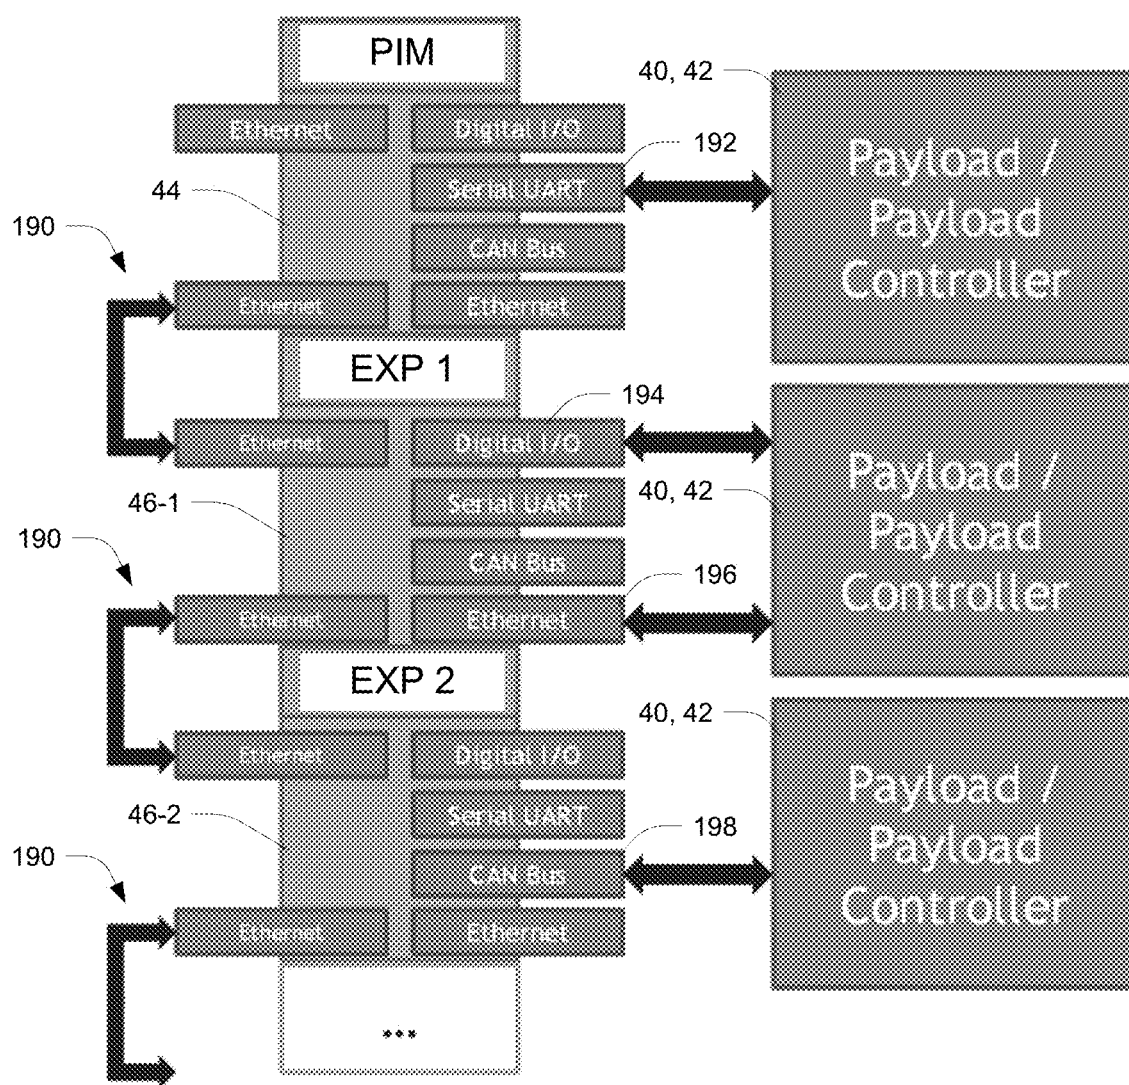 PIM
40, 42
Ethernet
Digital I/O
192
Payload /
Payload
Controller
44
Serial UART
190
CAN Bus
Ethernet
Ethernet
EXP 1
194
Ethernet
Digital I/O
40, 42
Payload /
Payload
Controller
46-1
Serial UART
190
CAN Bus
196
Ethernet
Ethernet
EXP 2
40, 42
Ethernet
Digital I/O
Payload /
Payload
Controller
46-2
Serial UART
198
190
CAN Bus
Ethernet
Ethernet
...